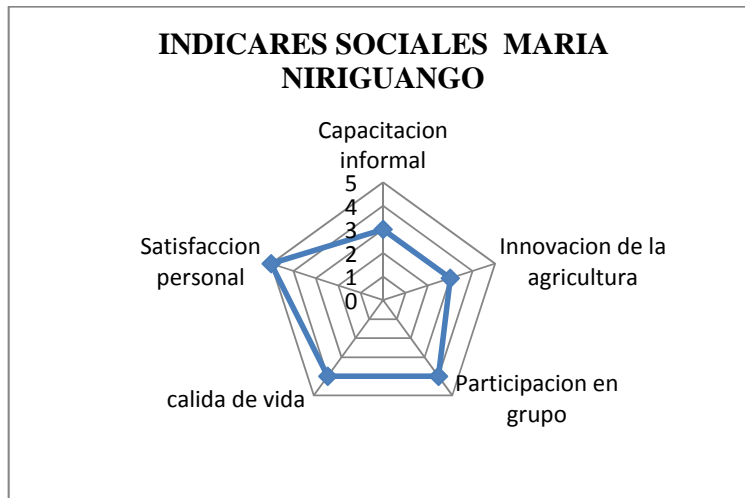 INDICARES SOCIALES MARIA
NIRIGUANGO
Capacitacion
informal
5
4
3
2
1
0
Innovacion de la
agricultura
Participacion en
grupo
calida de vida
Satisfaccion
personal